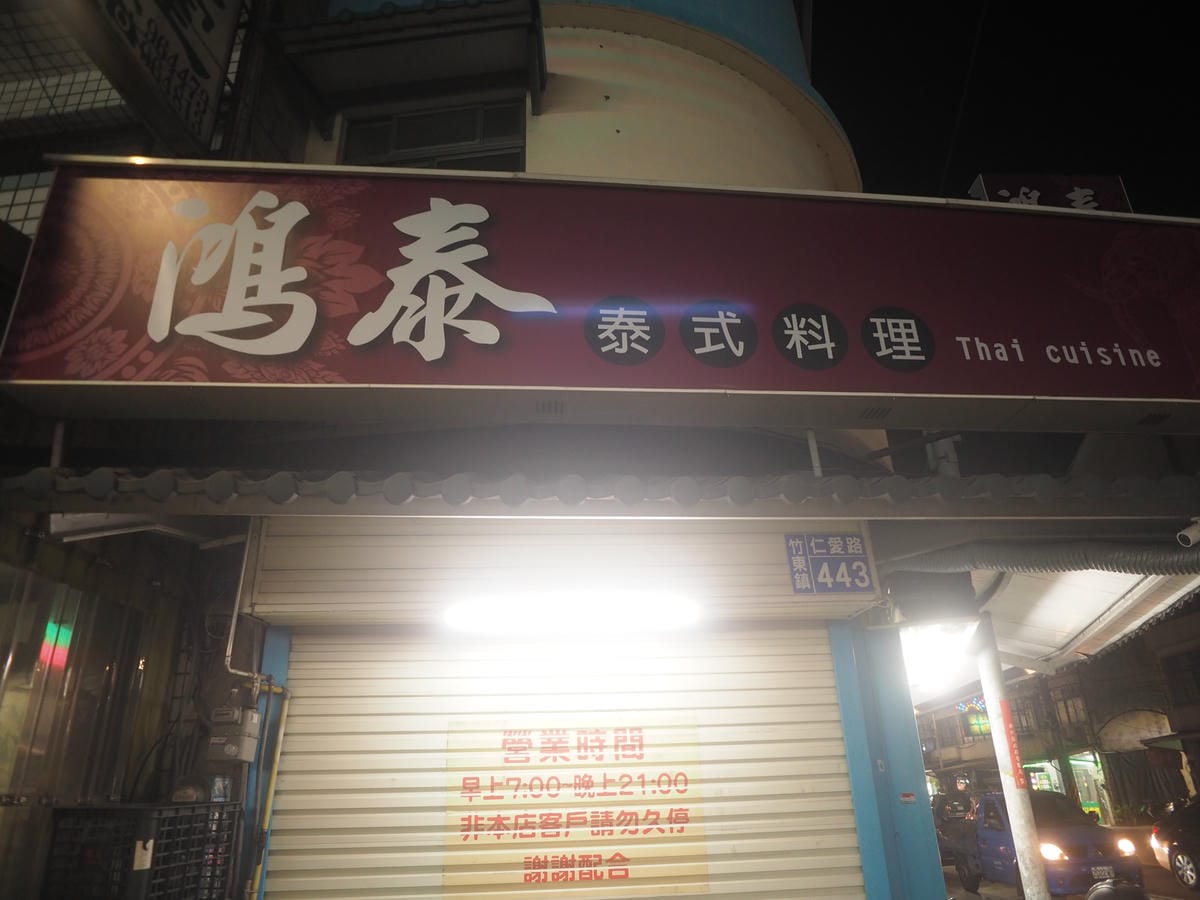 鴻泰
鴻泰 泰式料理 Thai cuisine
竹東鎮 仁愛路 443
營業時間
早上7:00~晚上21:00
非本店客戶請勿久停
謝謝配合